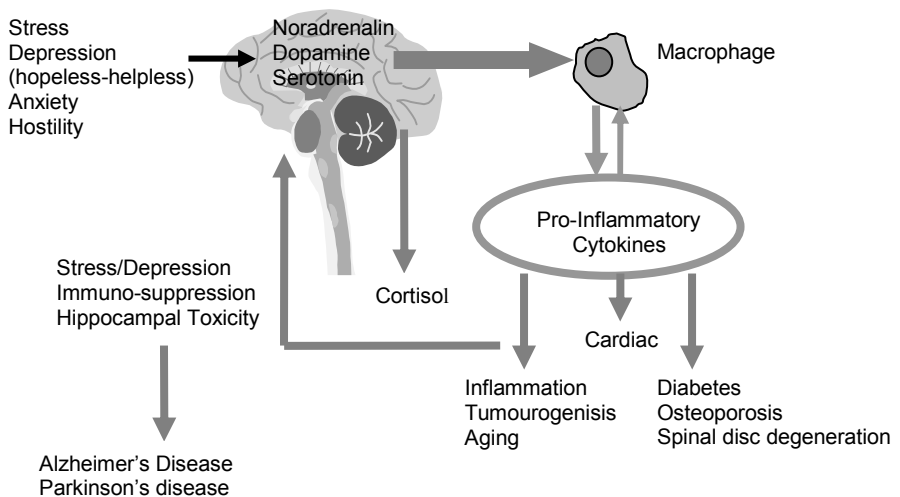 Stress
Depression
(hopeless-helpless)
Anxiety
Hostility
Noradrenalin
Dopamine
Serotonin
Macrophage
Pro-Inflammatory
Cytokines
Stress/Depression
Immuno-suppression
Hippocampal Toxicity
Cortisol
Cardiac
Inflammation
Tumourogenisis
Aging
Diabetes
Osteoporosis
Spinal disc degeneration
Alzheimer’s Disease
Parkinson’s disease